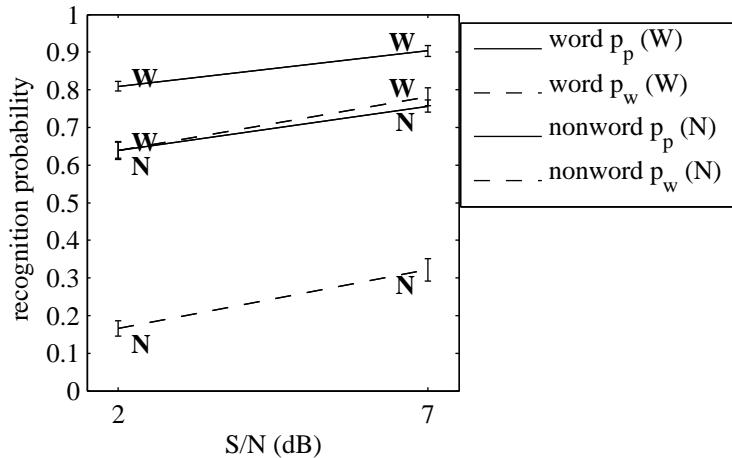 1
0.9
0.8
0.7
0.6
0.5
0.4
0.3
0.2
0.1
0
recognition probability
W
W
W
W
N
N
N
N
2
7
S/N (dB)
word p_p (W)
word p_w (W)
nonword p_p (N)
nonword p_w (N)